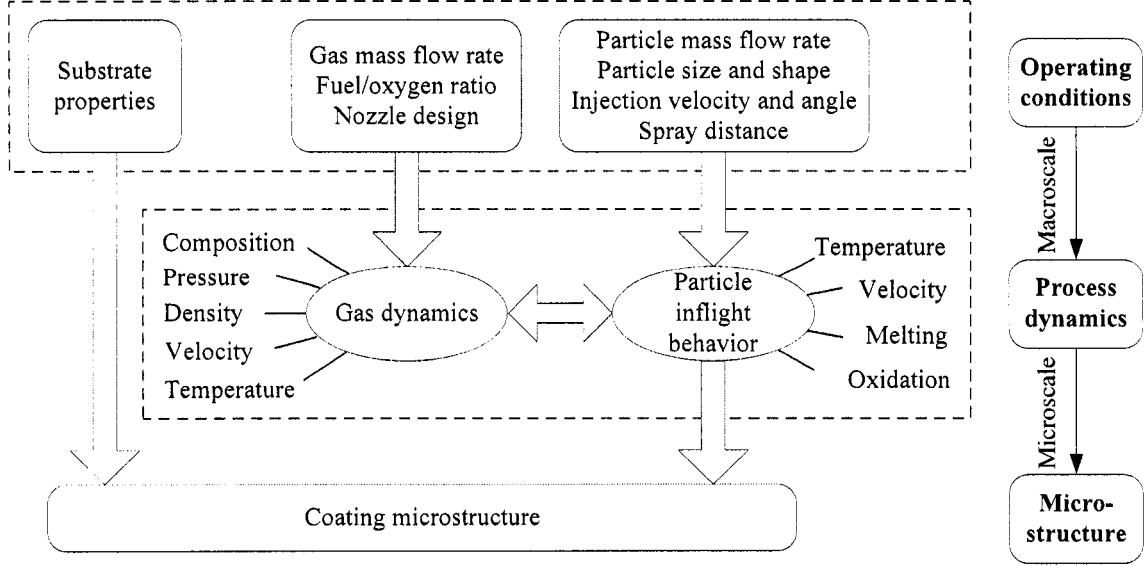 Substrate
properties
Gas mass flow rate
Fuel/oxygen ratio
Nozzle design
Particle mass flow rate
Particle size and shape
Injection velocity and angle
Spray distance
Operating
conditions
Macroscale
Composition
Pressure
Density
Velocity
Temperature
Gas dynamics
Particle
inflight
behavior
Temperature
Velocity
Melting
Oxidation
Process
dynamics
Microscale
Coating microstructure
Micro-
structure